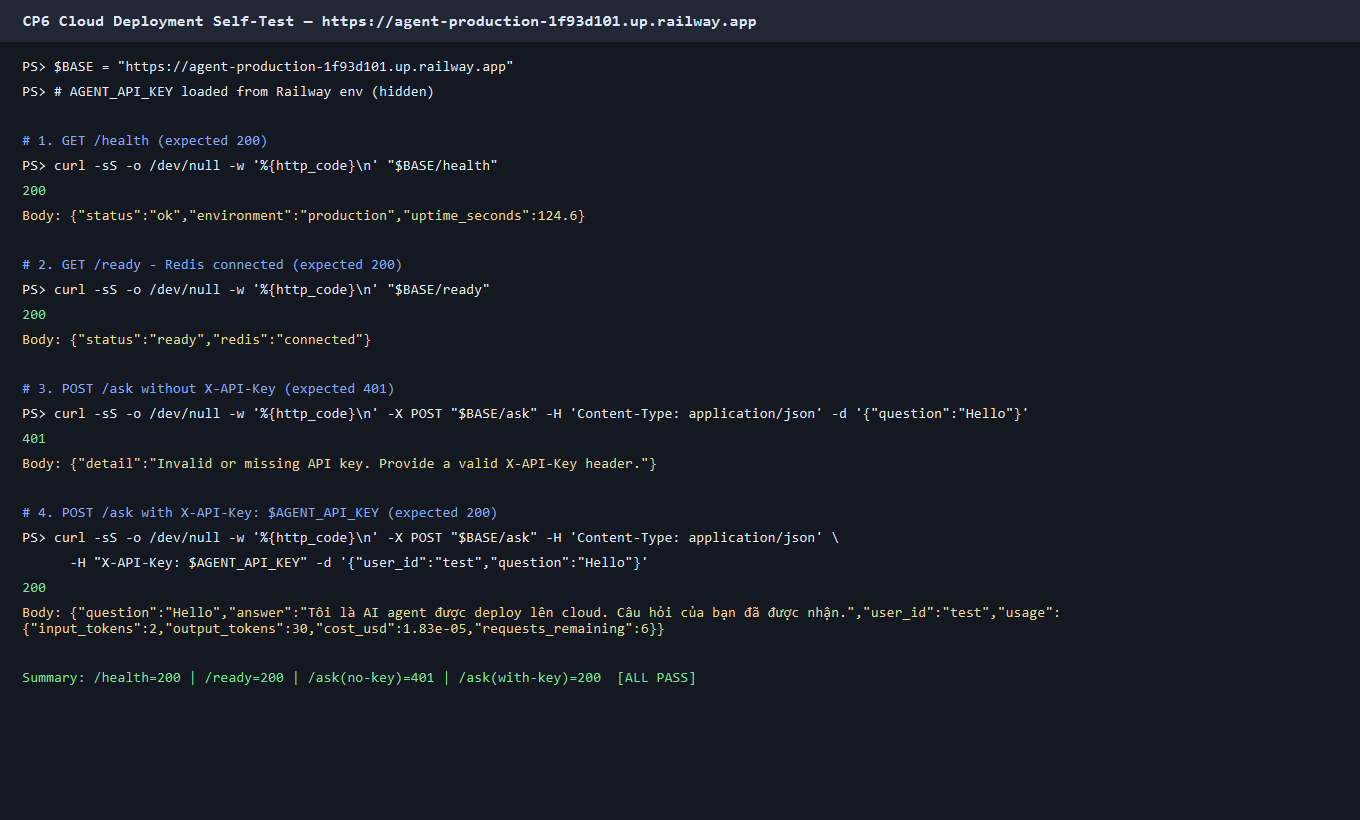 CP6 Cloud Deployment Self-Test — https://agent-production-1f93d101.up.railway.app
PS> $BASE = "https://agent-production-1f93d101.up.railway.app"
PS> # AGENT_API_KEY loaded from Railway env (hidden)
# 1. GET /health (expected 200)
PS> curl -sS -o /dev/null -w '%{http_code}\n' "$BASE/health"
200
Body: {"status":"ok","environment":"production","uptime_seconds":124.6}
# 2. GET /ready - Redis connected (expected 200)
PS> curl -sS -o /dev/null -w '%{http_code}\n' "$BASE/ready"
200
Body: {"status":"ready","redis":"connected"}
# 3. POST /ask without X-API-Key (expected 401)
PS> curl -sS -o /dev/null -w '%{http_code}\n' -X POST "$BASE/ask" -H 'Content-Type: application/json' -d '{"question":"Hello"}'
401
Body: {"detail":"Invalid or missing API key. Provide a valid X-API-Key header."}
# 4. POST /ask with X-API-Key: $AGENT_API_KEY (expected 200)
PS> curl -sS -o /dev/null -w '%{http_code}\n' -X POST "$BASE/ask" -H 'Content-Type: application/json' \
-H "X-API-Key: $AGENT_API_KEY" -d '{"user_id":"test","question":"Hello"}'
200
Body: {"question":"Hello","answer":"Tôi là AI agent được deploy lên cloud. Câu hỏi của bạn đã được nhận.","user_id":"test","usage":
{"input_tokens":2,"output_tokens":30,"cost_usd":1.83e-05,"requests_remaining":6}}
Summary: /health=200 | /ready=200 | /ask(no-key)=401 | /ask(with-key)=200  [ALL PASS]